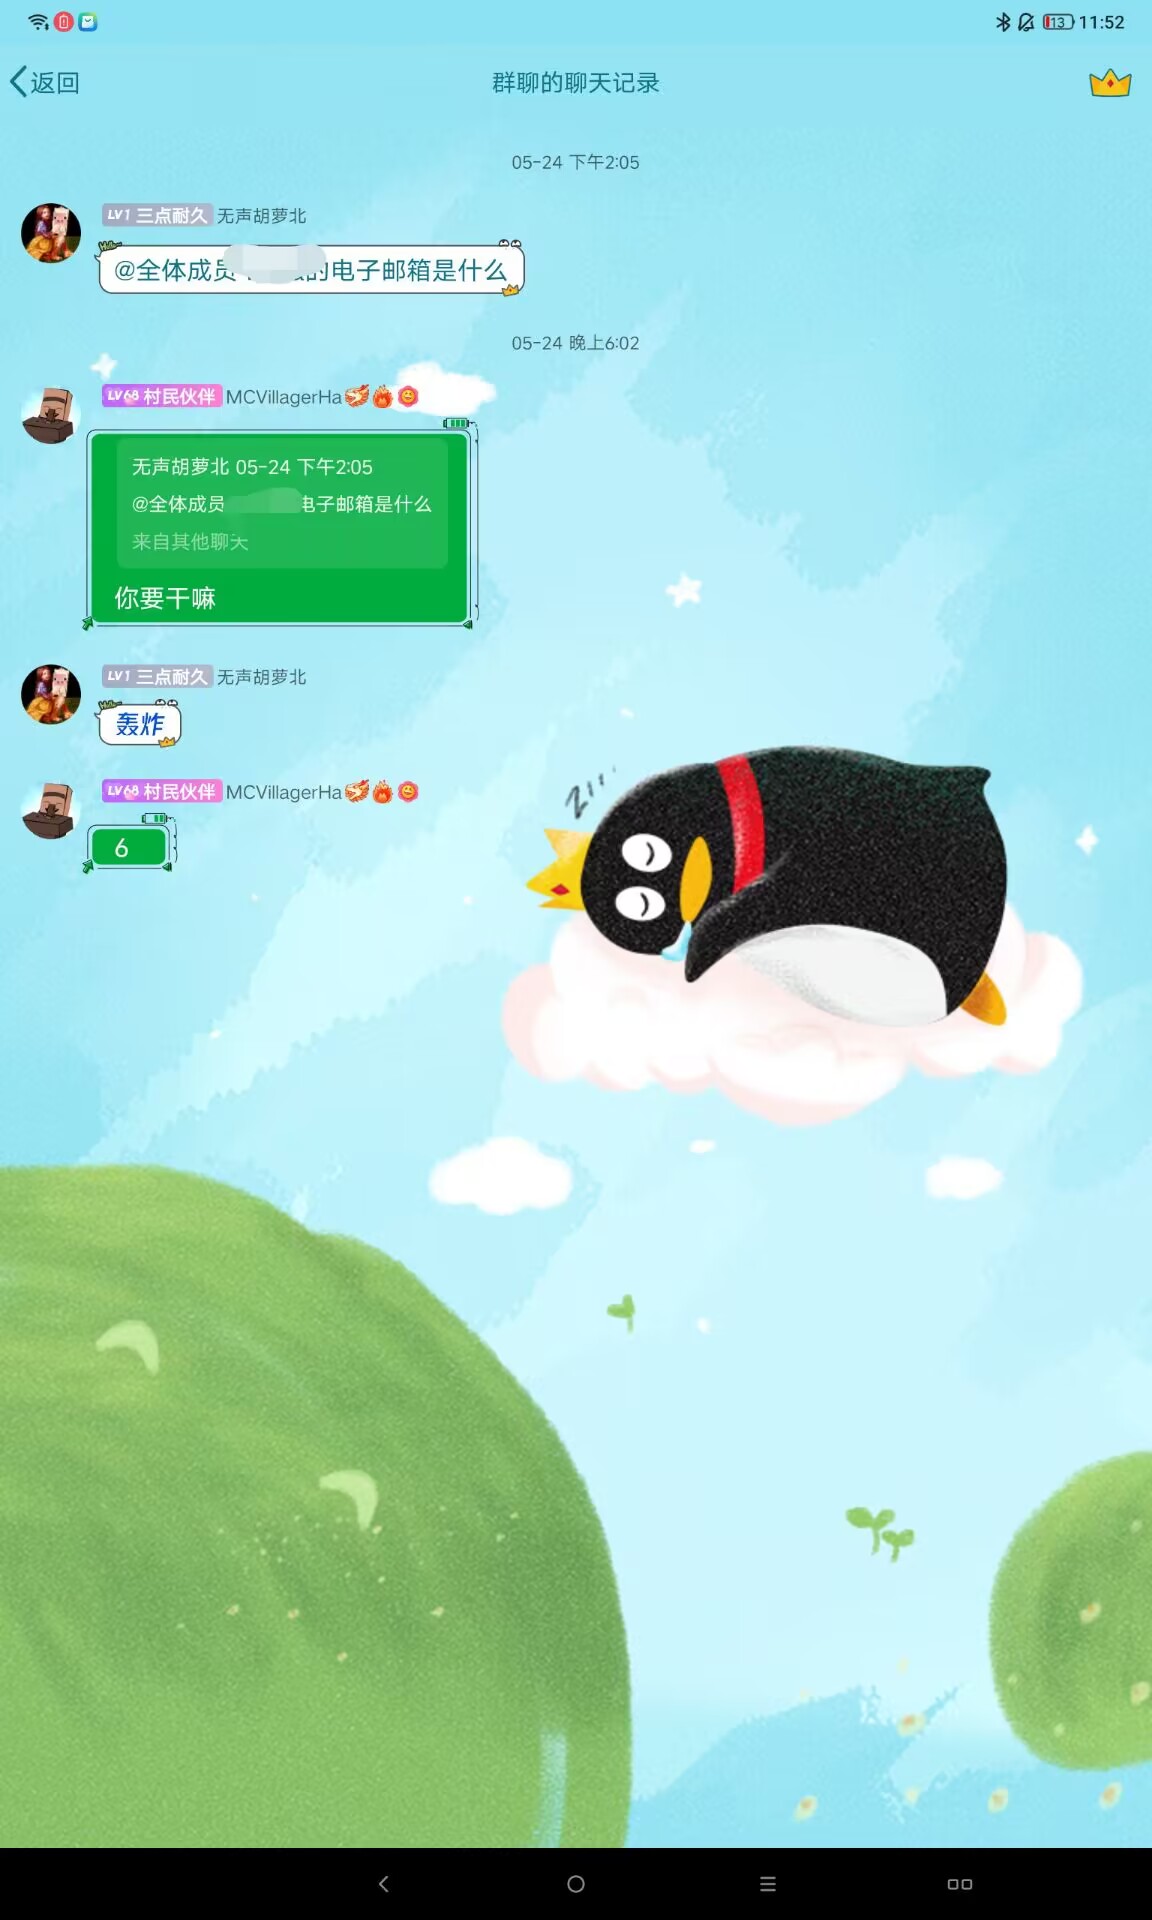 13 11:52
返回
群聊的聊天记录
05-24 下午2:05
LV1 三点耐久 无声胡萝北
@全体成员 的电子邮箱是什么
05-24 晚上6:02
LV68 村民伙伴 MCVillagerHa
无声胡萝北 05-24 下午2:05
@全体成员 电子邮箱是什么
来自其他聊天
你要干嘛
LV1 三点耐久 无声胡萝北
轰炸
LV68 村民伙伴 MCVillagerHa
6
Z